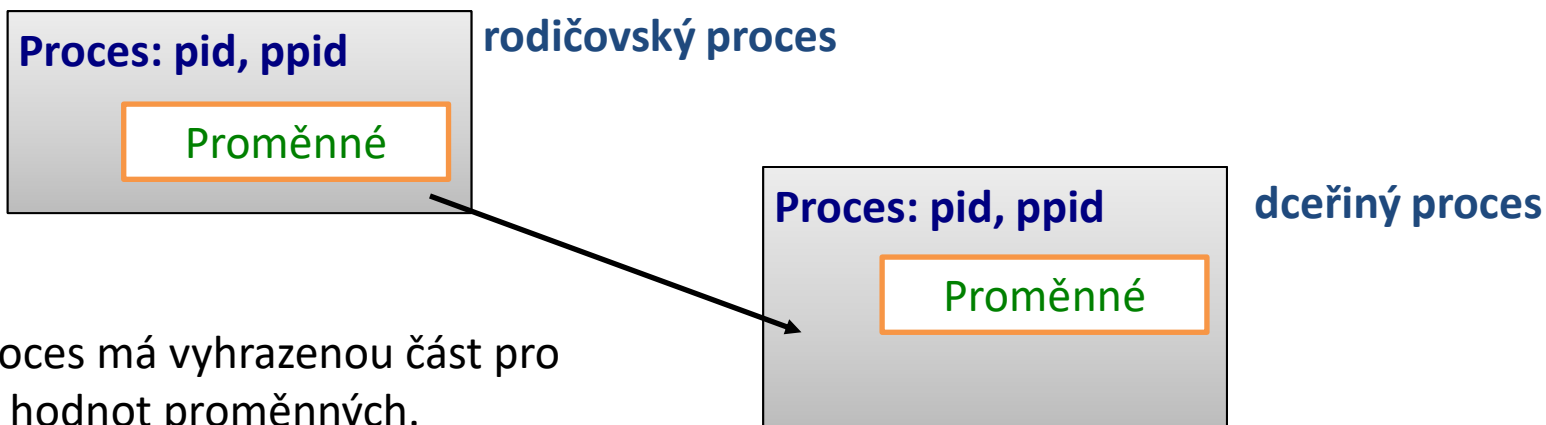 Proces: pid, ppid
rodičovský proces
Proměnné
Proces: pid, ppid
dceřiný proces
Proměnné
oces má vyhrazenou část pro
hodnot proměnných.